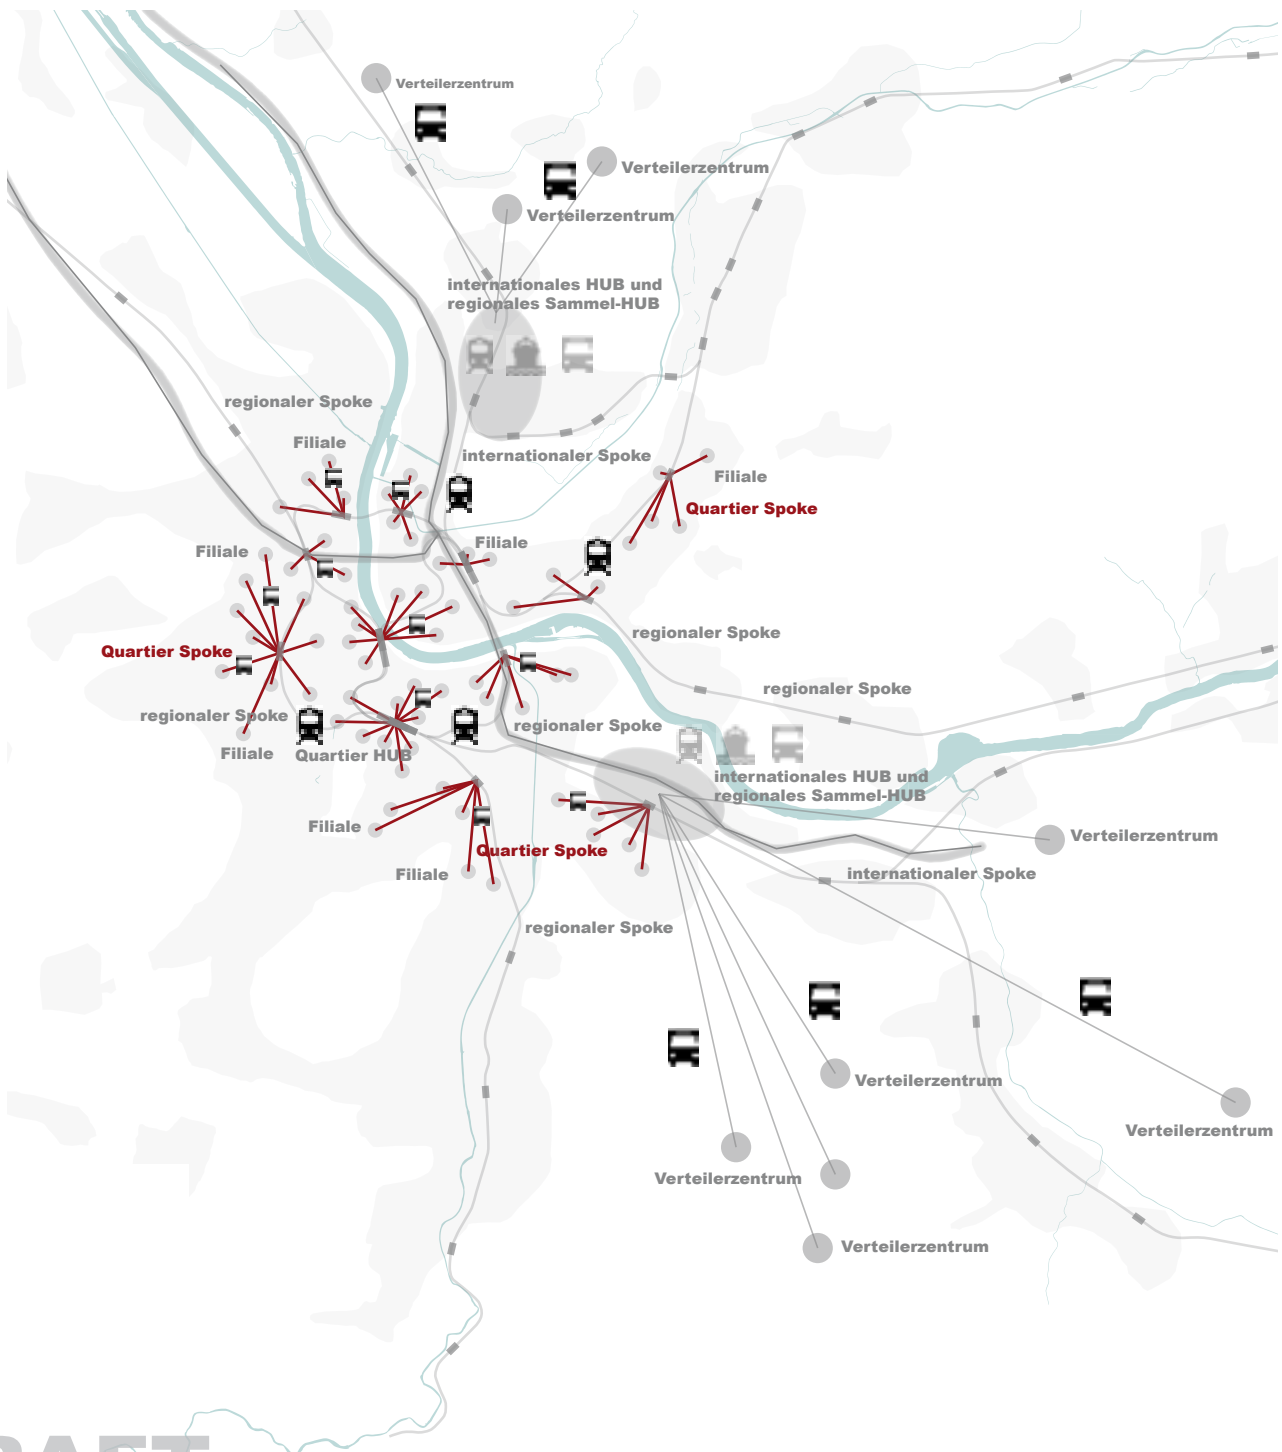 Verteilerzentrum
Verteilerzentrum
Verteilerzentrum
internationales HUB und
regionales Sammel-HUB
regionaler Spoke
Filiale
internationaler Spoke
Filiale
Quartier Spoke
Filiale
Filiale
regionaler Spoke
Quartier Spoke
regionaler Spoke
regionaler Spoke
regionaler Spoke
Filiale
Quartier HUB
internationales HUB und
regionales Sammel-HUB
Filiale
Verteilerzentrum
Quartier Spoke
Filiale
internationaler Spoke
regionaler Spoke
Verteilerzentrum
Verteilerzentrum
Verteilerzentrum
Verteilerzentrum